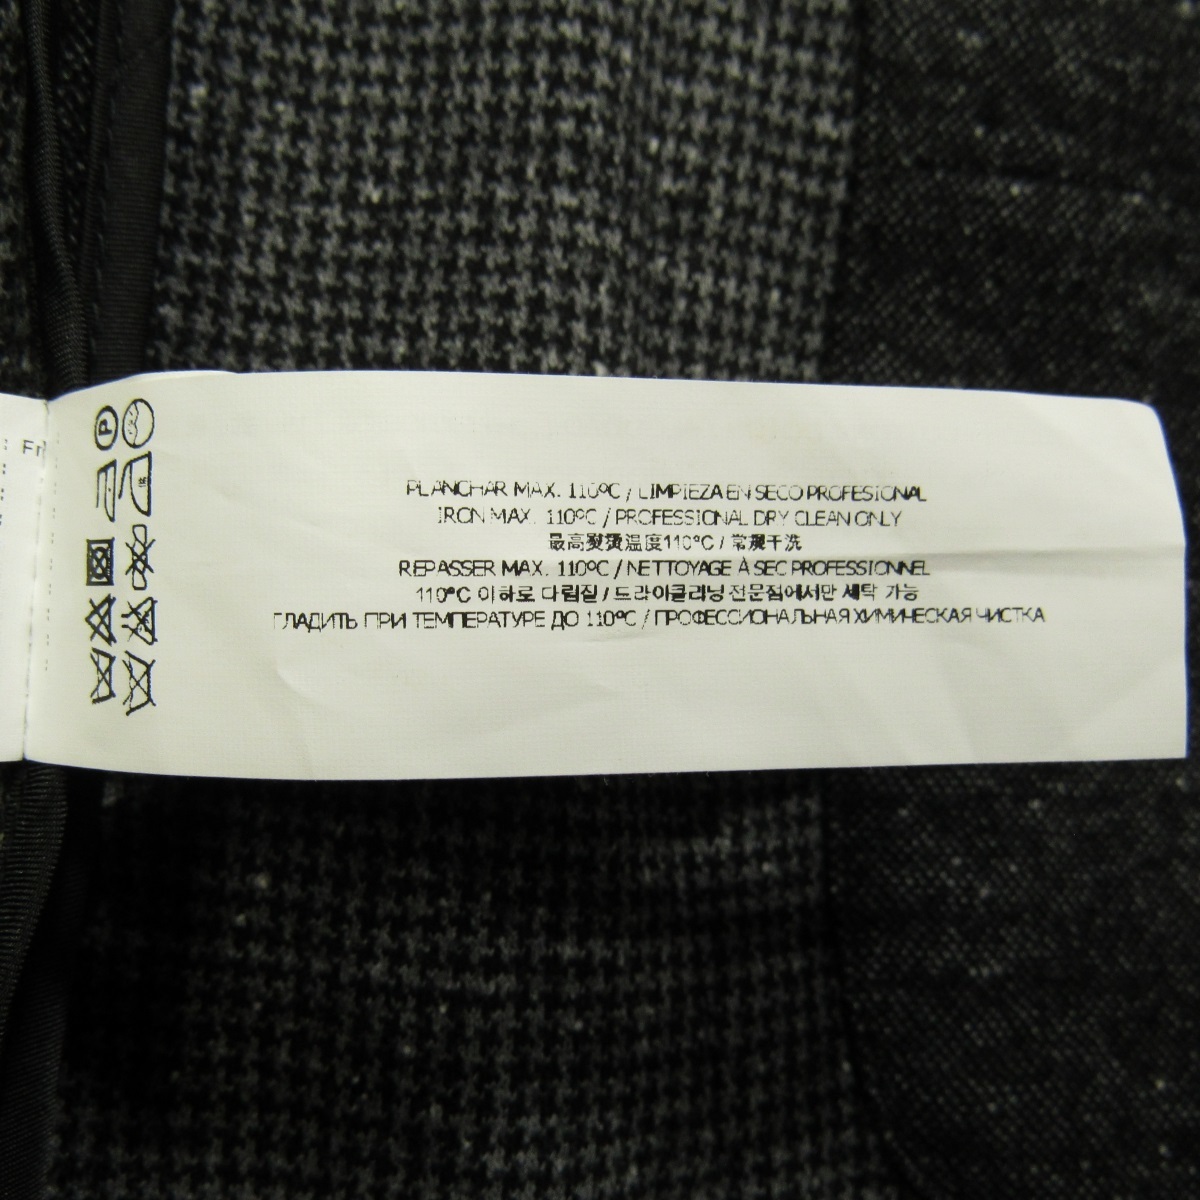 PLANCHAR MAX. 110ºC / LIMPIEZA EN SECO PROFESIONAL
IRON MAX. 110ºC / PROFESSIONAL DRY CLEAN ONLY
最高熨烫温度110°C / 常规干洗
REPASSER MAX. 110ºC / NETTOYAGE À SEC PROFESSIONNEL
110°C 이하로 다림질 / 드라이클리닝 전문점에서만 세탁 가능
ГЛАДИТЬ ПРИ ТЕМПЕРАТУРЕ ДО 110ºC / ПРОФЕССИОНАЛЬНАЯ ХИМИЧЕСКАЯ ЧИСТКА
P